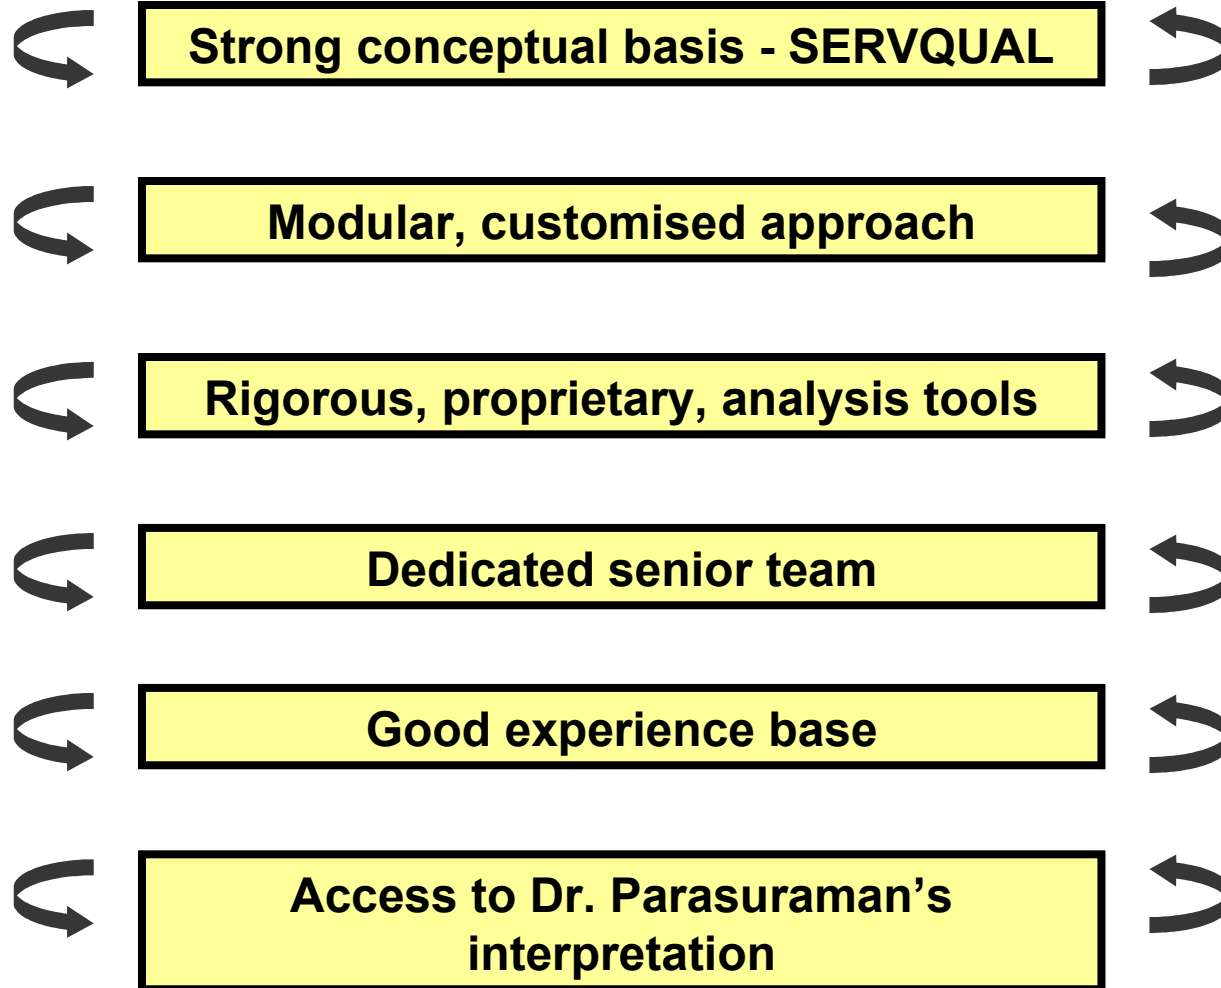 Strong conceptual basis - SERVQUAL
Modular, customised approach
Rigorous, proprietary, analysis tools
Dedicated senior team
Good experience base
Access to Dr. Parasuraman’s
interpretation